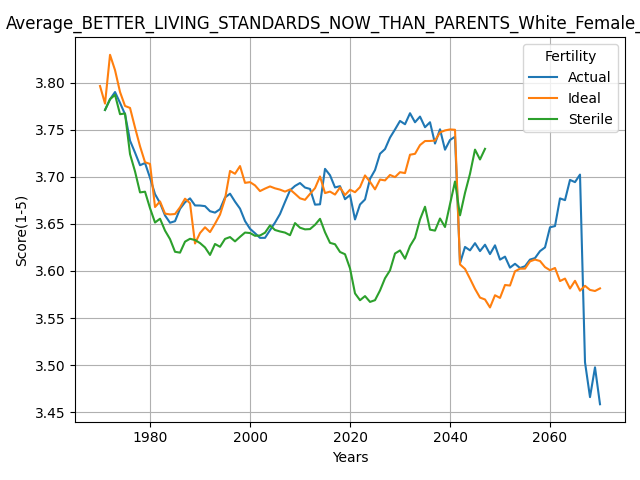 Average_BETTER_LIVING_STANDARDS_NOW_THAN_PARENTS_White_Female_
Fertility
Actual
Ideal
Sterile
3.80
3.75
3.70
3.65
3.60
3.55
3.50
3.45
Score(1-5)
1980 2000 2020 2040 2060
Years